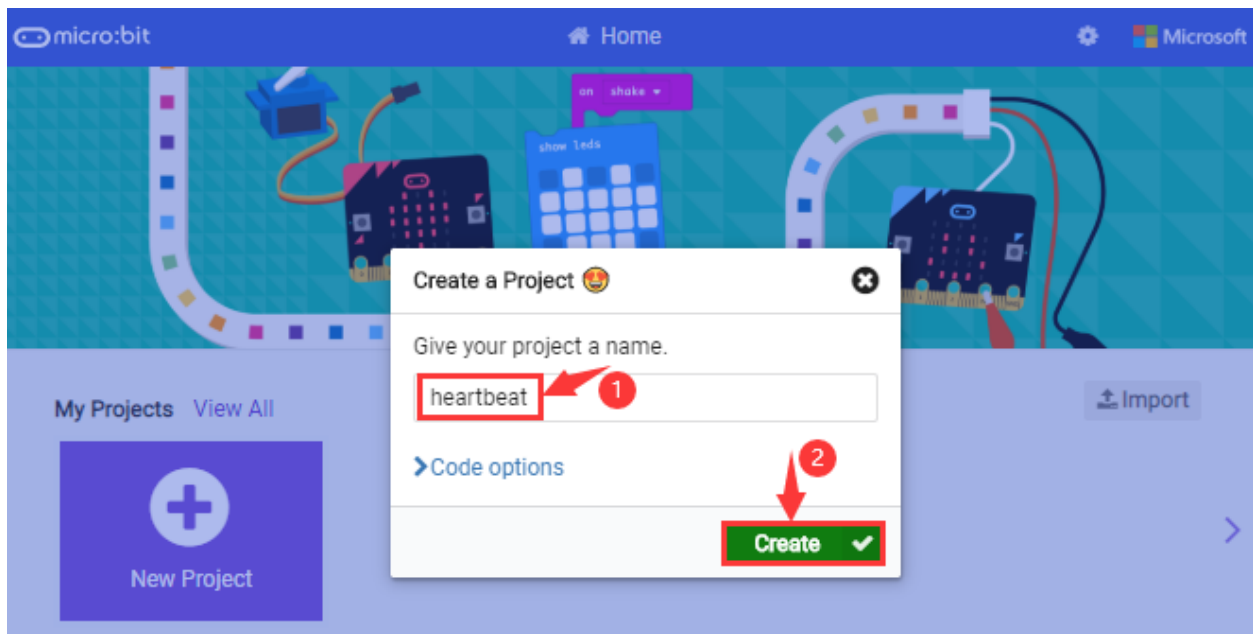 micro:bit
Home
Microsoft
on shake
show leds
Create a Project 😍
Give your project a name.
heartbeat
1
My Projects View All
Import
Code options
2
Create
New Project